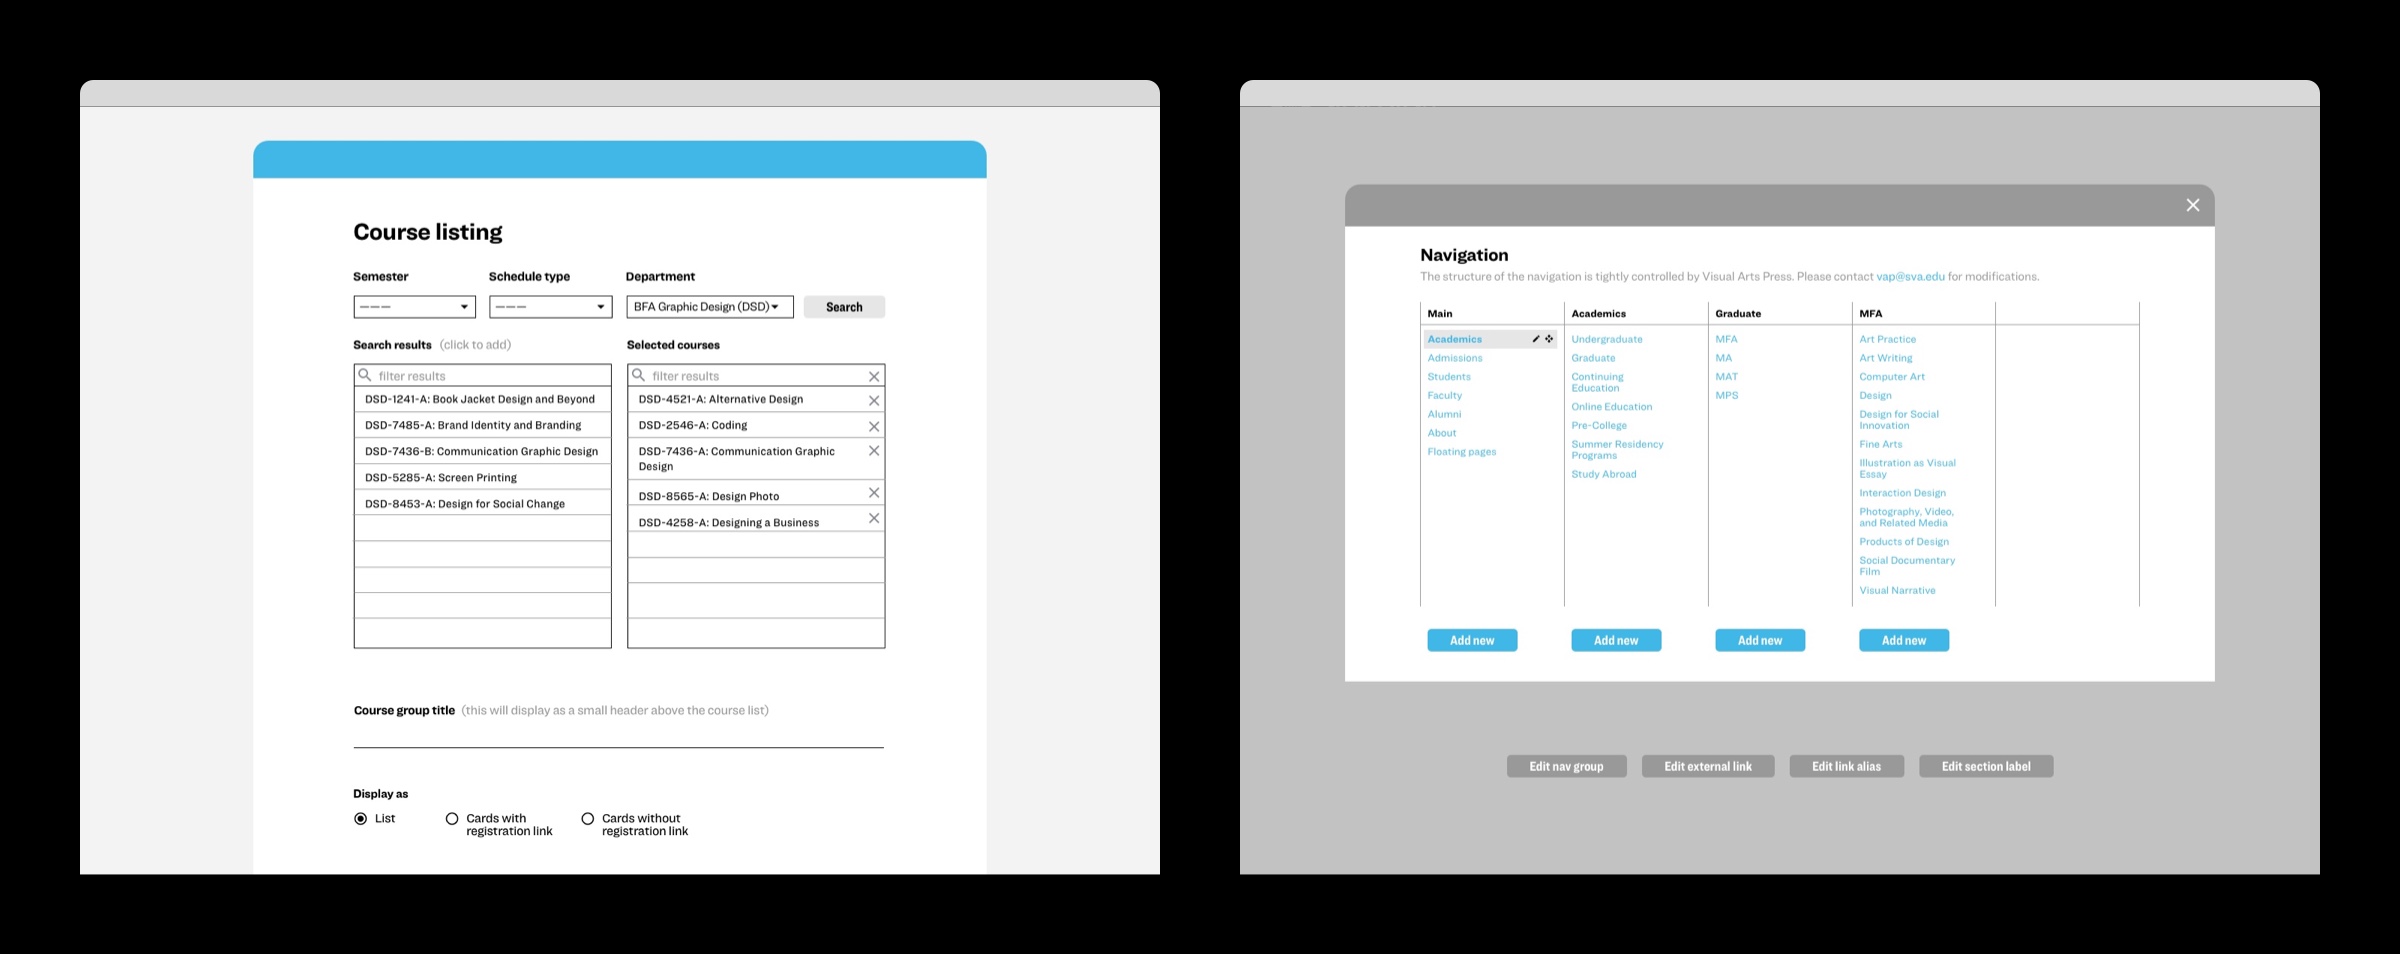 Course listing
Semester
Schedule type
Department
---
---
BFA Graphic Design (DSD)
Search
Search results (click to add)
filter results
DSD-1241-A: Book Jacket Design and Beyond
DSD-7485-A: Brand Identity and Branding
DSD-7436-B: Communication Graphic Design
DSD-5285-A: Screen Printing
DSD-8453-A: Design for Social Change
Selected courses
filter results
DSD-4521-A: Alternative Design
DSD-2546-A: Coding
DSD-7436-A: Communication Graphic
Design
DSD-8565-A: Design Photo
DSD-4258-A: Designing a Business
Course group title (this will display as a small header above the course list)
Display as
List
Cards with
registration link
Cards without
registration link
Navigation
The structure of the navigation is tightly controlled by Visual Arts Press. Please contact vap@sva.edu for modifications.
Main
Academics
Admissions
Students
Faculty
Alumni
About
Floating pages
Add new
Academics
Undergraduate
Graduate
Continuing
Education
Online Education
Pre-College
Summer Residency
Programs
Study Abroad
Add new
Graduate
MFA
MA
MAT
MPS
Add new
MFA
Art Practice
Art Writing
Computer Art
Design
Design for Social
Innovation
Fine Arts
Illustration as Visual
Essay
Interaction Design
Photography, Video,
and Related Media
Products of Design
Social Documentary
Film
Visual Narrative
Add new
Edit nav group
Edit external link
Edit link alias
Edit section label